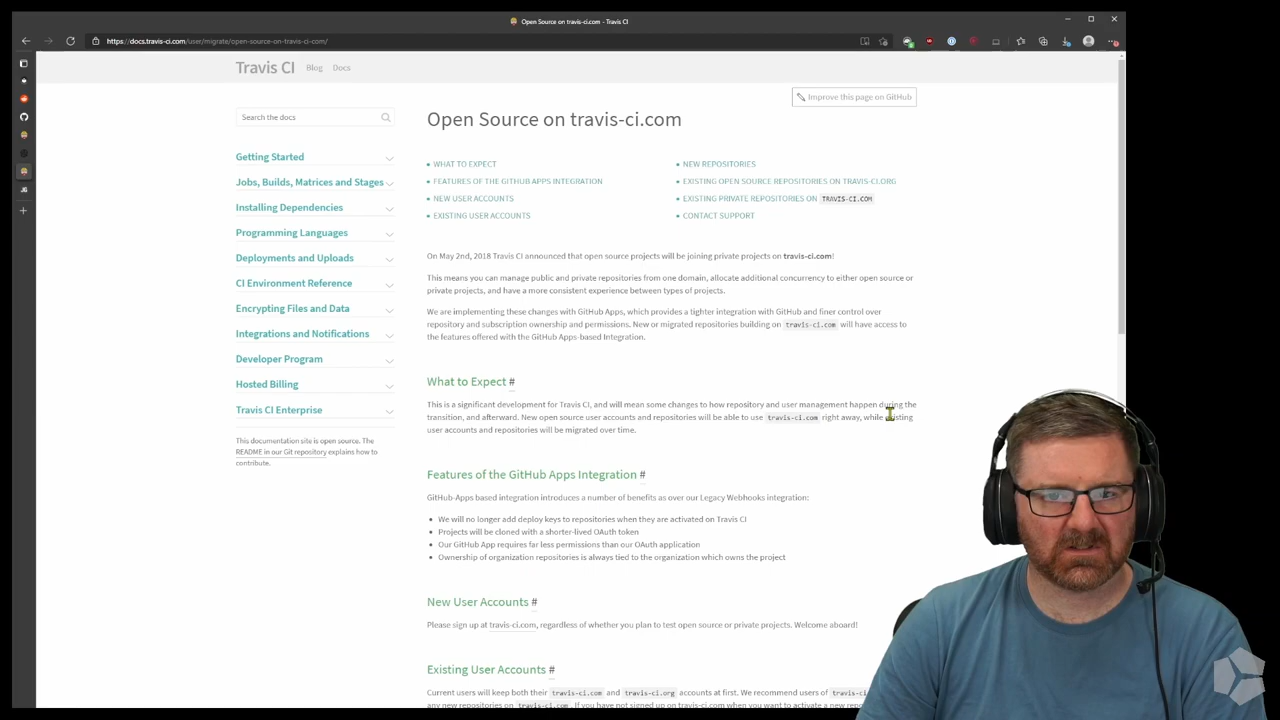 Open Source on travis-ci.com - Travis CI
https://docs.travis-ci.com/user/migrate/open-source-on-travis-ci-com/
Travis CI
Blog
Docs
Improve this page on GitHub
Search the docs
Getting Started
Jobs, Builds, Matrices and Stages
Installing Dependencies
Programming Languages
Deployments and Uploads
CI Environment Reference
Encrypting Files and Data
Integrations and Notifications
Developer Program
Hosted Billing
Travis CI Enterprise
This documentation site is open source. The
README in our Git repository explains how to
contribute.
Open Source on travis-ci.com
WHAT TO EXPECT
FEATURES OF THE GITHUB APPS INTEGRATION
NEW USER ACCOUNTS
EXISTING USER ACCOUNTS
NEW REPOSITORIES
EXISTING OPEN SOURCE REPOSITORIES ON TRAVIS-CI.ORG
EXISTING PRIVATE REPOSITORIES ON TRAVIS-CI.COM
CONTACT SUPPORT
On May 2nd, 2018 Travis CI announced that open source projects will be joining private projects on travis-ci.com!
This means you can manage public and private repositories from one domain, allocate additional concurrency to either open source or
private projects, and have a more consistent experience between types of projects.
We are implementing these changes with GitHub Apps, which provides a tighter integration with GitHub and finer control over
repository and subscription ownership and permissions. New or migrated repositories building on travis-ci.com will have access to
the features offered with the GitHub Apps-based Integration.
What to Expect #
This is a significant development for Travis CI, and will mean some changes to how repository and user management happen during the
transition, and afterward. New open source user accounts and repositories will be able to use travis-ci.com right away, while existing
user accounts and repositories will be migrated over time.
Features of the GitHub Apps Integration #
GitHub-Apps based integration introduces a number of benefits as over our Legacy Webhooks integration:
We will no longer add deploy keys to repositories when they are activated on Travis CI
Projects will be cloned with a shorter-lived OAuth token
Our GitHub App requires far less permissions than our OAuth application
Ownership of organization repositories is always tied to the organization which owns the project
New User Accounts #
Please sign up at travis-ci.com, regardless of whether you plan to test open source or private projects. Welcome aboard!
Existing User Accounts #
Current users will keep both their travis-ci.com and travis-ci.org accounts at first. We recommend users of travis-ci
any new repositories on travis-ci.com. If you have not signed up on travis-ci.com when you want to activate a new repo